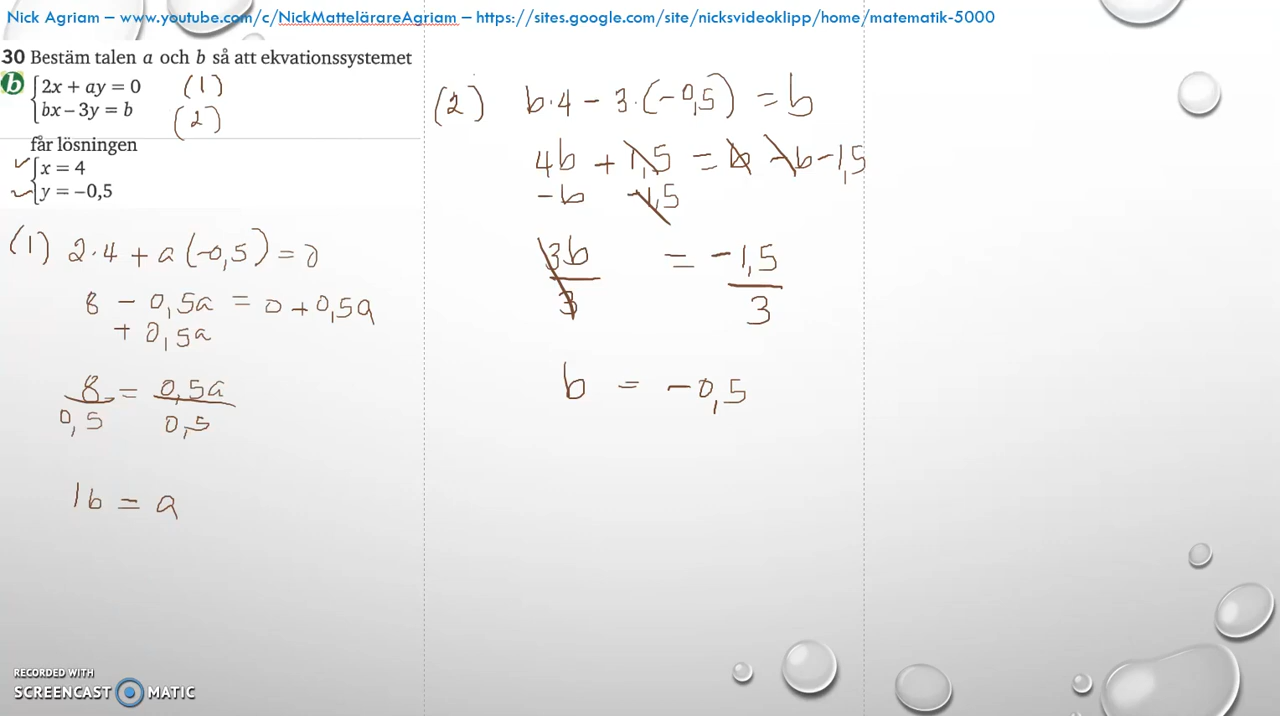 Nick Agriam – www.youtube.com/c/NickMattelärareAgriam – https://sites.google.com/site/nicksvideoklipp/home/matematik-5000
30 Bestäm talen a och b så att ekvationssystemet
b 2x + ay = 0 (1)
bx – 3y = b (2)
får lösningen
x = 4
y = –0,5
(1) 2·4 + a(-0,5) = 0
8 - 0,5a = 0 + 0,5a
+ 0,5a
8/0,5 = 0,5a/0,5
16 = a
(2) b·4 - 3·(-0,5) = b
4b + 1,5 = b - b - 1,5
-b -1,5
3b/3 = -1,5/3
b = -0,5
RECORDED WITH
SCREENCAST MATIC